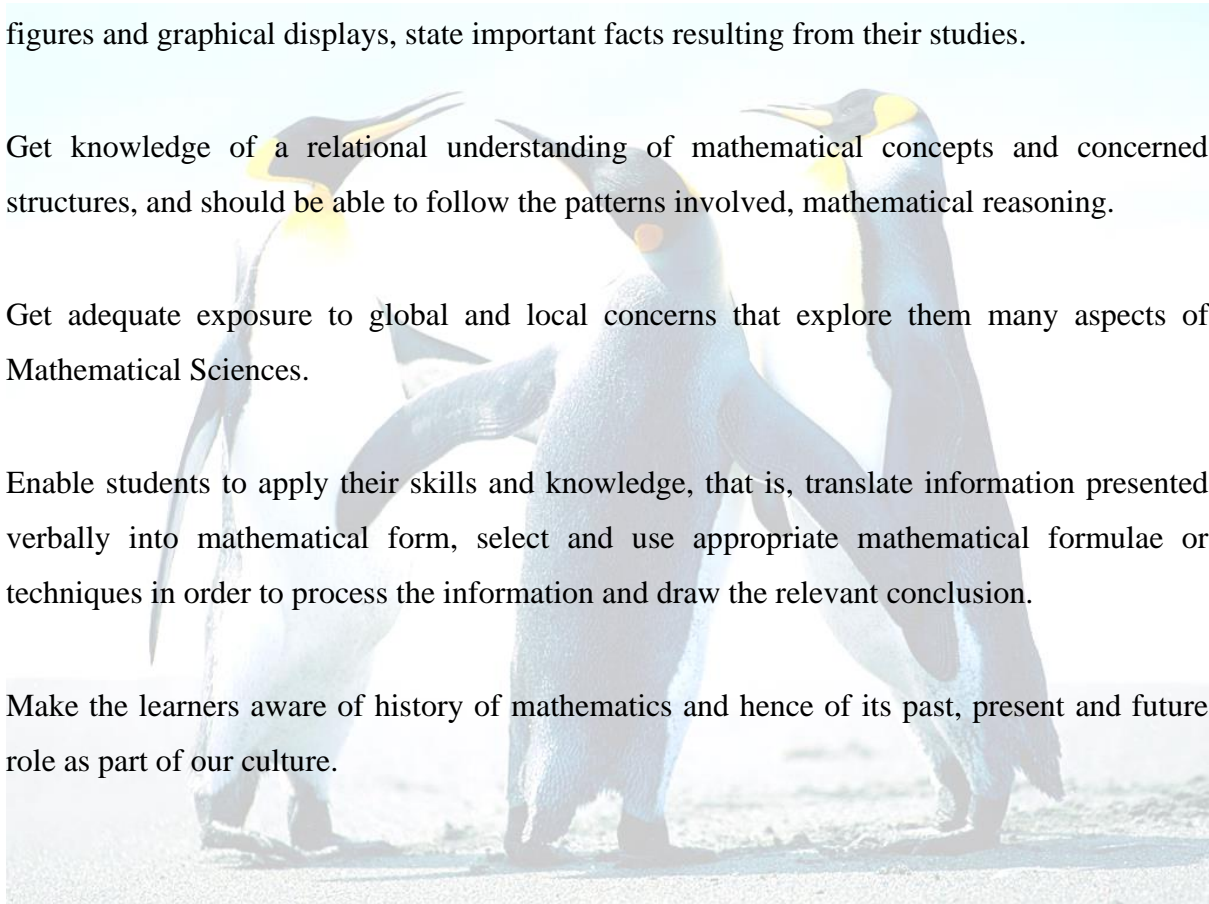 figures and graphical displays, state important facts resulting from their studies.
Get knowledge of a relational understanding of mathematical concepts and concerned
structures, and should be able to follow the patterns involved, mathematical reasoning.
Get adequate exposure to global and local concerns that explore them many aspects of
Mathematical Sciences.
Enable students to apply their skills and knowledge, that is, translate information presented
verbally into mathematical form, select and use appropriate mathematical formulae or
techniques in order to process the information and draw the relevant conclusion.
Make the learners aware of history of mathematics and hence of its past, present and future
role as part of our culture.